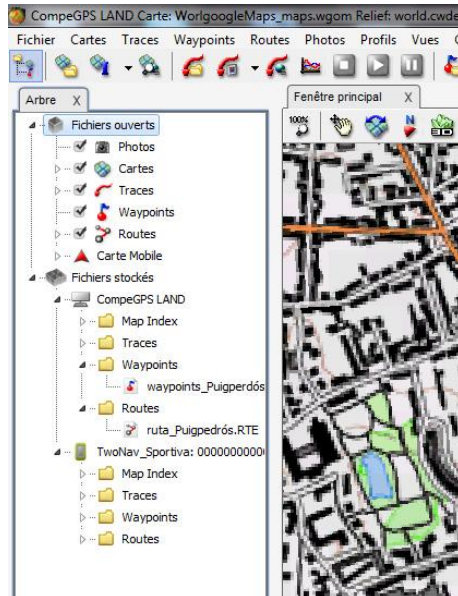 CompeGPS LAND Carte: WorlgoogleMaps_maps.wgom Relief: world.cwde
Fichier Cartes Traces Waypoints Routes Photos Profils Vues
Arbre X
Fenêtre principal X
100%
N
3D
Fichiers ouverts
Photos
Cartes
Traces
Waypoints
Routes
Carte Mobile
Fichiers stockés
CompeGPS LAND
Map Index
Traces
Waypoints
waypoints_Puigperdós
Routes
ruta_Puigpedrós.RTE
TwoNav_Sportiva: 0000000000
Map Index
Traces
Waypoints
Routes